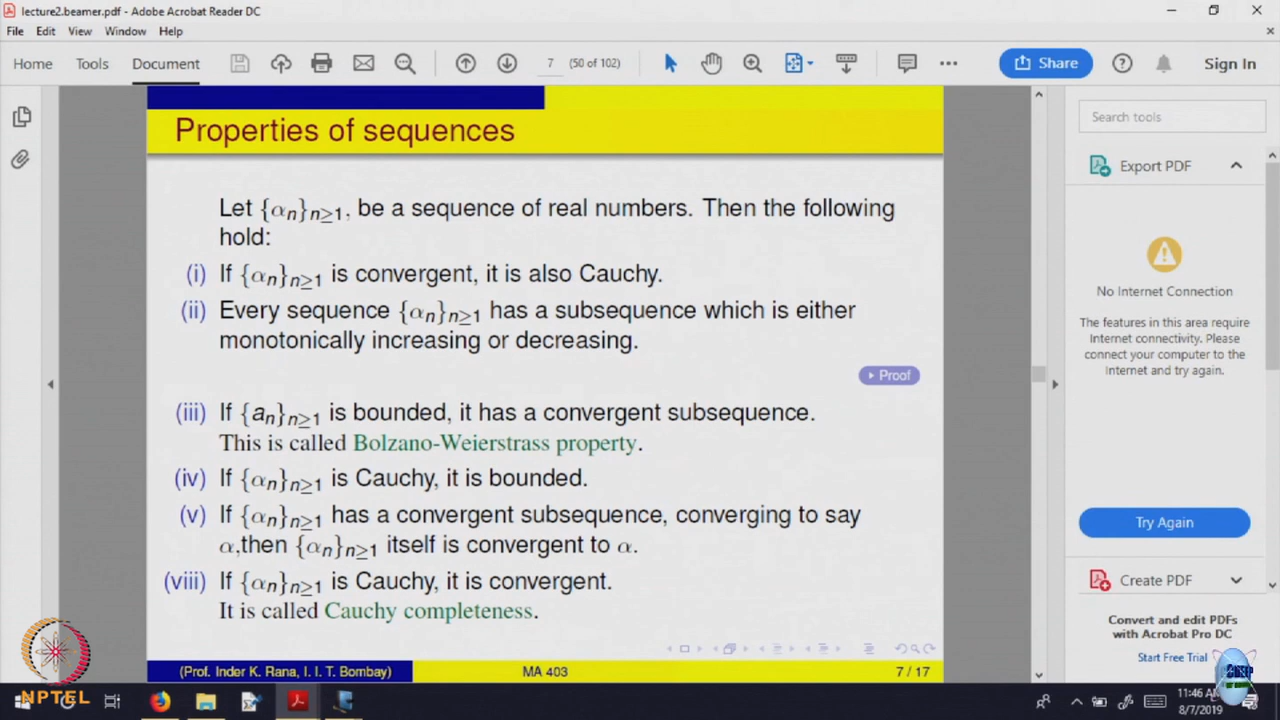 lecture2.beamer.pdf - Adobe Acrobat Reader DC
File Edit View Window Help
Home Tools Document 7 (50 of 102) Share Sign In
Properties of sequences
Let {αₙ}ₙ≥₁, be a sequence of real numbers. Then the following
hold:
(i) If {αₙ}ₙ≥₁ is convergent, it is also Cauchy.
(ii) Every sequence {αₙ}ₙ≥₁ has a subsequence which is either
monotonically increasing or decreasing.
Proof
(iii) If {aₙ}ₙ≥₁ is bounded, it has a convergent subsequence.
This is called Bolzano-Weierstrass property.
(iv) If {αₙ}ₙ≥₁ is Cauchy, it is bounded.
(v) If {αₙ}ₙ≥₁ has a convergent subsequence, converging to say
α,then {αₙ}ₙ≥₁ itself is convergent to α.
(viii) If {αₙ}ₙ≥₁ is Cauchy, it is convergent.
It is called Cauchy completeness.
(Prof. Inder K. Rana, I. I. T. Bombay) MA 403 7 / 17
Search tools
Export PDF
No Internet Connection
The features in this area require
Internet connectivity. Please
connect your computer to the
Internet and try again.
Try Again
Create PDF
Convert and edit PDFs
with Acrobat Pro DC
Start Free Trial
NPTEL
11:46
8/7/2019